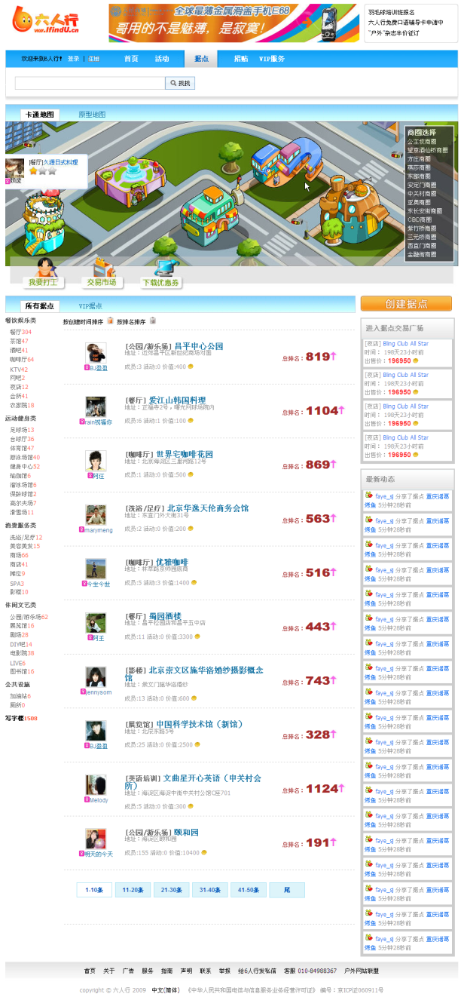 六人行
www.IfindU.cn
全球最薄金属滑盖手机E68
哥用的不是魅薄，是寂寞！
羽毛球培训班报名
六人行免费口语辅导卡申请中
"户外"杂志半价征订
欢迎来到6人行! 登录 | 注册
首页 活动 据点 招帖 VIP服务
找找
卡通地图 原型地图
[餐厅]久源日式料理
商圈选择
公主坟商圈
望京酒仙桥商圈
方庄商圈
燕莎商圈
东部商圈
安定门商圈
中关村商圈
亚奥商圈
东长安街商圈
CBD商圈
紫竹桥商圈
三元桥商圈
西直门商圈
金融街商圈
我要打工 交易市场 下载优惠券
所有据点 VIP据点
创建据点
餐饮娱乐类
餐厅304
茶馆47
酒吧41
咖啡厅64
KTV42
网吧2
夜店12
会所41
农家院18
运动健身类
足球场13
台球厅36
体育馆47
游泳场馆40
健身中心52
瑜伽馆6
溜冰场馆6
保龄球馆2
高尔夫场7
滑雪场11
消费服务类
洗浴/足疗12
美容美发15
商场66
商店41
摊位9
SPA3
影楼10
休闲文艺类
公园/游乐场62
展览馆16
剧场28
DIY吧14
电影院38
LIVE6
图书馆16
公共设施
加油站6
厕所0
写字楼1508
按创建时间排序 按排名排序
[公园/游乐场] 昌平中心公园
地址：近郊昌平区新世纪商场对面
BJ盈盈
成员:3 活动:0 价值:400
总排名：819
[餐厅] 爱江山韩国料理
地址：正福寺2号，曙光网球场院内
rain祝福你
成员:6 活动:1 价值:100
总排名：1104
[咖啡厅] 世界宅咖啡花园
地址：北京海淀区三里河路12号
阿汪
成员:1 活动:0 价值:500
总排名：869
[洗浴/足疗] 北京华逸天伦商务会馆
地址：东直门外大街31号
marymeng
成员:2 活动:0 价值:200
总排名：563
[咖啡厅] 优雅咖啡
地址：林萃路京师园底商
今生今世
成员:5 活动:3 价值:1400
总排名：516
[餐厅] 蜀园酒楼
地址：昌平松园店和昌平五中店
阿王
成员:11 活动:0 价值:3300
总排名：443
[影楼] 北京崇文区施华洛婚纱摄影概念馆
地址：崇文门施华洛婚纱
jennysom
成员:13 活动:0 价值:600
总排名：743
[展览馆] 中国科学技术馆（新馆）
地址：北辰东路5号
BJ盈盈
成员:25 活动:0 价值:2500
总排名：328
[英语培训] 文曲星开心英语（中关村会所）
地址：海淀区海淀中街中关村公馆C座701
Melody
成员:5 活动:0 价值:300
总排名：1124
[公园/游乐场] 颐和园
地址：海淀区颐和园
明天的今天
成员:155 活动:0 价值:10400
总排名：191
1-10条 11-20条 21-30条 31-40条 41-50条 尾
进入据点交易广场
[夜店] Bling Club All Star
时间： 198天23小时前
出售价：196950
[夜店] Bling Club All Star
时间： 198天23小时前
出售价：196950
[夜店] Bling Club All Star
时间： 198天23小时前
出售价：196950
[夜店] Bling Club All Star
时间： 198天23小时前
出售价：196950
最新动态
faye_sj 分享了据点 重庆诸葛
烤鱼 5分钟28秒前
faye_sj 分享了据点 重庆诸葛
烤鱼 5分钟28秒前
faye_sj 分享了据点 重庆诸葛
烤鱼 5分钟28秒前
faye_sj 分享了据点 重庆诸葛
烤鱼 5分钟28秒前
faye_sj 分享了据点 重庆诸葛
烤鱼 5分钟28秒前
faye_sj 分享了据点 重庆诸葛
烤鱼 5分钟28秒前
faye_sj 分享了据点 重庆诸葛
烤鱼 5分钟28秒前
faye_sj 分享了据点 重庆诸葛
烤鱼 5分钟28秒前
faye_sj 分享了据点 重庆诸葛
烤鱼 5分钟28秒前
faye_sj 分享了据点 重庆诸葛
烤鱼 5分钟28秒前
faye_sj 分享了据点 重庆诸葛
烤鱼 5分钟28秒前
faye_sj 分享了据点 重庆诸葛
烤鱼 5分钟28秒前
faye_sj 分享了据点 重庆诸葛
烤鱼 5分钟28秒前
faye_sj 分享了据点 重庆诸葛
烤鱼 5分钟28秒前
faye_sj 分享了据点 重庆诸葛
烤鱼 5分钟28秒前
faye_sj 分享了据点 重庆诸葛
烤鱼 5分钟28秒前
faye_sj 分享了据点 重庆诸葛
烤鱼 5分钟28秒前
faye_sj 分享了据点 重庆诸葛
烤鱼 5分钟28秒前
faye_sj 分享了据点 重庆诸葛
烤鱼 5分钟28秒前
首页 关于 广告 服务 指南 声明 联系 举报 给6人行发私信 客服 010-84988367 户外网站联盟
copyright © 六人行 2009 中文(简体) 《中华人民共和国电信与信息服务业务经营许可证》 编号：京ICP证060911号